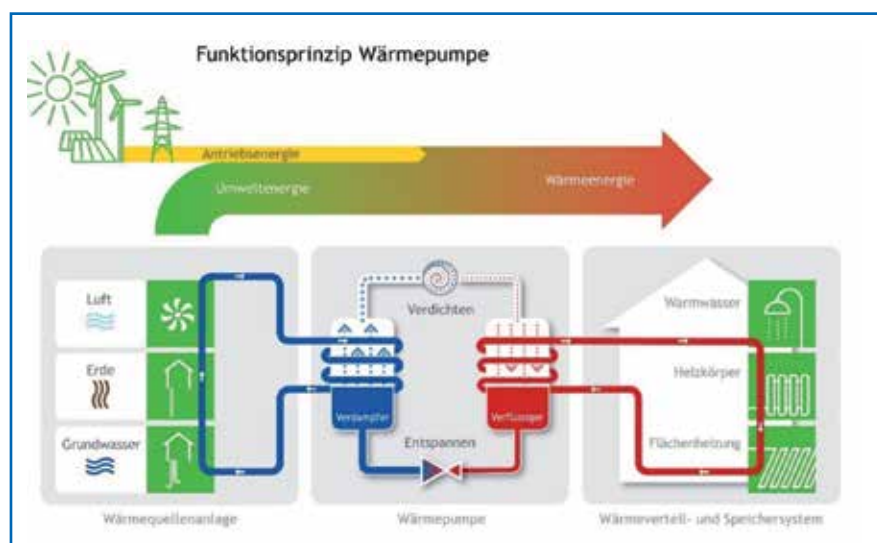 Funktionsprinzip Wärmepumpe
Antriebsenergie
Umweltenergie
Wärmeenergie
Luft
Erde
Grundwasser
Verdichten
Verdampfer
Verflüssiger
Entspannen
Warmwasser
Heizkörper
Flächenheizung
Wärmequellenanlage
Wärmepumpe
Wärmeverteil- und Speichersystem